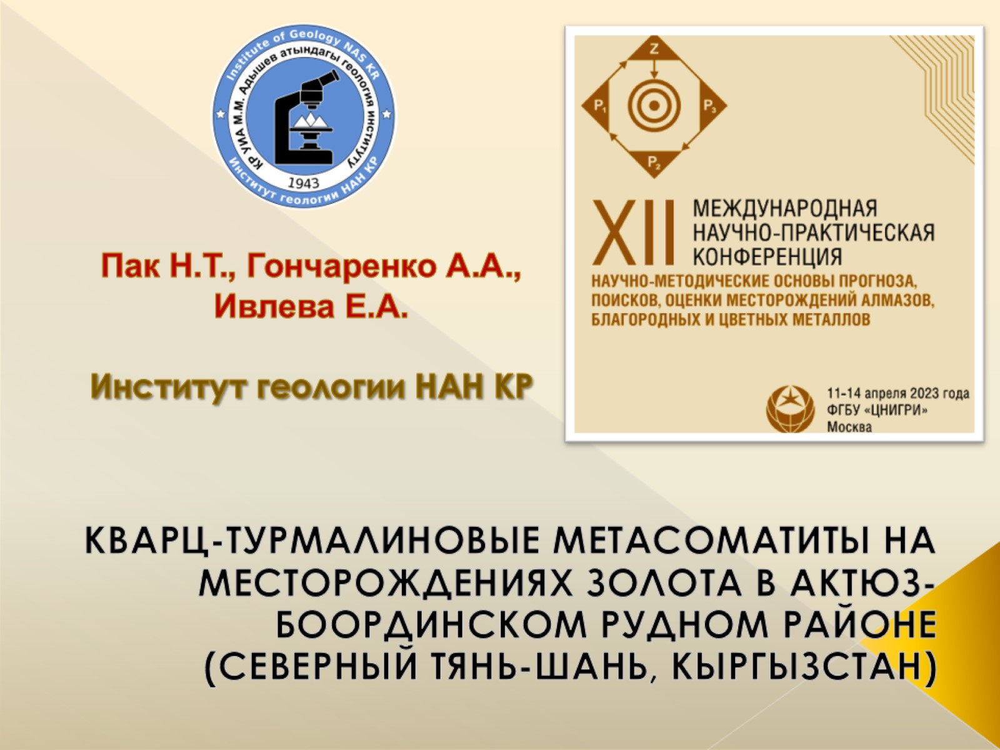 Institute of Geology NAS KR
КР УИА М.М. Адышев атындагы геология институту
1943
Институт геологии НАН КР
Z
P1
P3
P2
XII
МЕЖДУНАРОДНАЯ
НАУЧНО-ПРАКТИЧЕСКАЯ
КОНФЕРЕНЦИЯ
НАУЧНО-МЕТОДИЧЕСКИЕ ОСНОВЫ ПРОГНОЗА,
ПОИСКОВ, ОЦЕНКИ МЕСТОРОЖДЕНИЙ АЛМАЗОВ,
БЛАГОРОДНЫХ И ЦВЕТНЫХ МЕТАЛЛОВ
11-14 апреля 2023 года
ФГБУ «ЦНИГРИ»
Москва
Пак Н.Т., Гончаренко А.А.,
Ивлева Е.А.
Институт геологии НАН КР
КВАРЦ-ТУРМАЛИНОВЫЕ МЕТАСОМАТИТЫ НА
МЕСТОРОЖДЕНИЯХ ЗОЛОТА В АКТЮЗ-
БООРДИНСКОМ РУДНОМ РАЙОНЕ
(СЕВЕРНЫЙ ТЯНЬ-ШАНЬ, КЫРГЫЗСТАН)